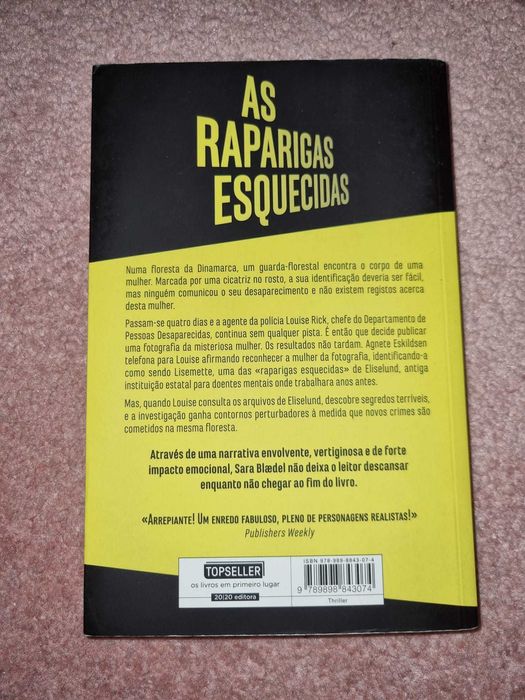 AS
RAPARIGAS
ESQUECIDAS
Numa floresta da Dinamarca, um guarda-florestal encontra o corpo de uma
mulher. Marcada por uma cicatriz no rosto, a sua identificação deveria ser fácil,
mas ninguém comunicou o seu desaparecimento e não existem registos acerca
desta mulher.
Passam-se quatro dias e a agente da polícia Louise Rick, chefe do Departamento de
Pessoas Desaparecidas, continua sem qualquer pista. É então que decide publicar
uma fotografia da misteriosa mulher. Os resultados não tardam. Agnete Eskildsen
telefona para Louise afirmando reconhecer a mulher da fotografia, identificando-a
como sendo Lisemette, uma das «raparigas esquecidas» de Eliselund, antiga
instituição estatal para doentes mentais onde trabalhara anos antes.
Mas, quando Louise consulta os arquivos de Eliselund, descobre segredos terríveis,
e a investigação ganha contornos perturbadores à medida que novos crimes são
cometidos na mesma floresta.
Através de uma narrativa envolvente, vertiginosa e de forte
impacto emocional, Sara Blædel não deixa o leitor descansar
enquanto não chegar ao fim do livro.
«ARREPIANTE! UM ENREDO FABULOSO, PLENO DE PERSONAGENS REALISTAS!»
Publishers Weekly
TOPSELLER
os livros em primeiro lugar
20|20 editora
ISBN 978-989-8843-07-4
9 789898 843074
Thriller